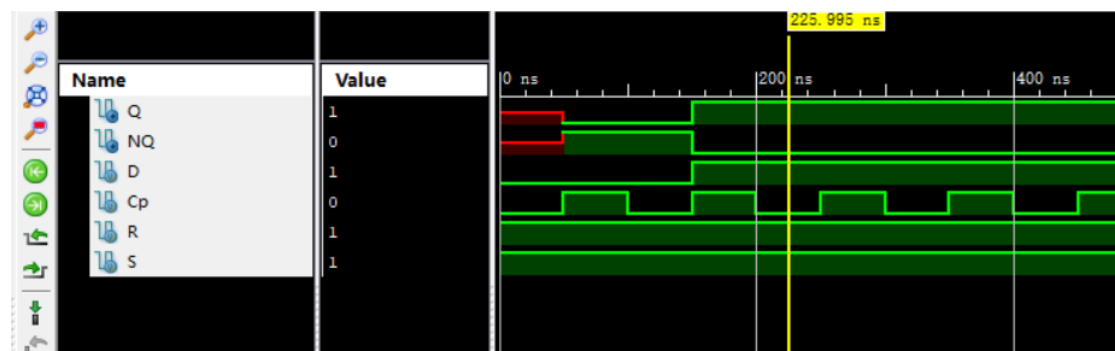 225.995 ns
Name Value 0 ns 200 ns 400 ns
Q 1
NQ 0
D 1
Cp 0
R 1
S 1